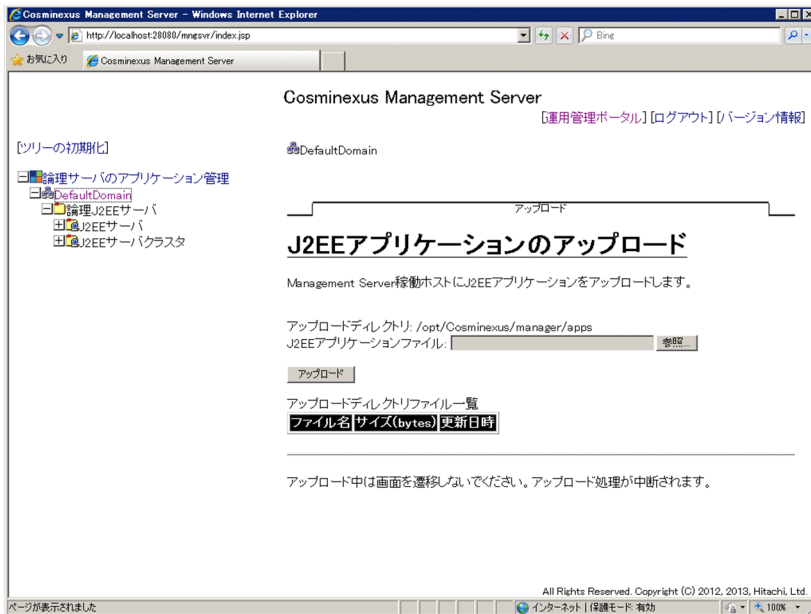 Cosminexus Management Server - Windows Internet Explorer
http://localhost:28080/mngsvr/index.jsp
Bing
お気に入り
Cosminexus Management Server
Cosminexus Management Server
[運用管理ポータル] [ログアウト] [バージョン情報]
[ツリーの初期化]
DefaultDomain
論理サーバのアプリケーション管理
DefaultDomain
論理J2EEサーバ
J2EEサーバ
J2EEサーバクラスタ
アップロード
J2EEアプリケーションのアップロード
Management Server稼働ホストにJ2EEアプリケーションをアップロードします。
アップロードディレクトリ: /opt/Cosminexus/manager/apps
J2EEアプリケーションファイル:
参照...
アップロード
アップロードディレクトリファイル一覧
ファイル名 サイズ(bytes) 更新日時
アップロード中は画面を遷移しないでください。アップロード処理が中断されます。
All Rights Reserved. Copyright (C) 2012, 2013, Hitachi, Ltd.
ページが表示されました
インターネット | 保護モード: 有効
100%